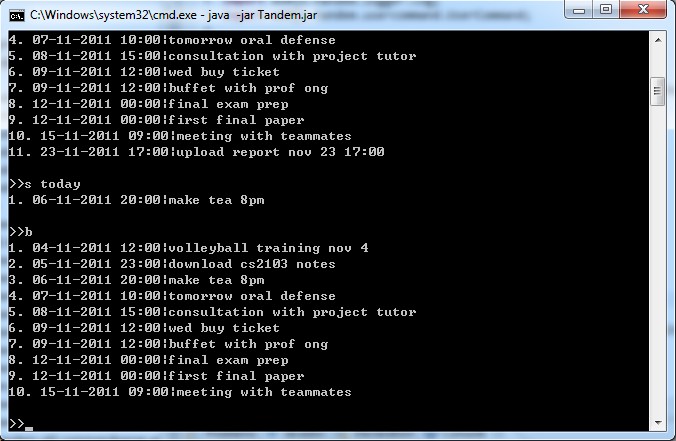 C:\Windows\system32\cmd.exe - java -jar Tandem.jar
4. 07-11-2011 10:00¦tomorrow oral defense
5. 08-11-2011 15:00¦consultation with project tutor
6. 09-11-2011 12:00¦wed buy ticket
7. 09-11-2011 12:00¦buffet with prof ong
8. 12-11-2011 00:00¦final exam prep
9. 12-11-2011 00:00¦first final paper
10. 15-11-2011 09:00¦meeting with teammates
11. 23-11-2011 17:00¦upload report nov 23 17:00
>>s today
1. 06-11-2011 20:00¦make tea 8pm
>>b
1. 04-11-2011 12:00¦volleyball training nov 4
2. 05-11-2011 23:00¦download cs2103 notes
3. 06-11-2011 20:00¦make tea 8pm
4. 07-11-2011 10:00¦tomorrow oral defense
5. 08-11-2011 15:00¦consultation with project tutor
6. 09-11-2011 12:00¦wed buy ticket
7. 09-11-2011 12:00¦buffet with prof ong
8. 12-11-2011 00:00¦final exam prep
9. 12-11-2011 00:00¦first final paper
10. 15-11-2011 09:00¦meeting with teammates
>>_